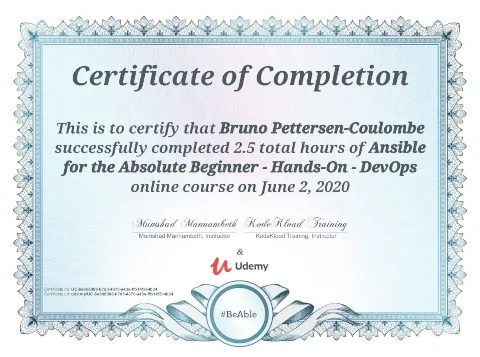 Certificate of Completion
This is to certify that Bruno Pettersen-Coulombe
successfully completed 2.5 total hours of Ansible
for the Absolute Beginner - Hands-On - DevOps
online course on June 2, 2020
Mumshad Mannambeth KodeKloud Training
Mumshad Mannambeth, Instructor KodeKloud Training, Instructor
&
Udemy
Certificate no:
Certificate url:
#BeAble